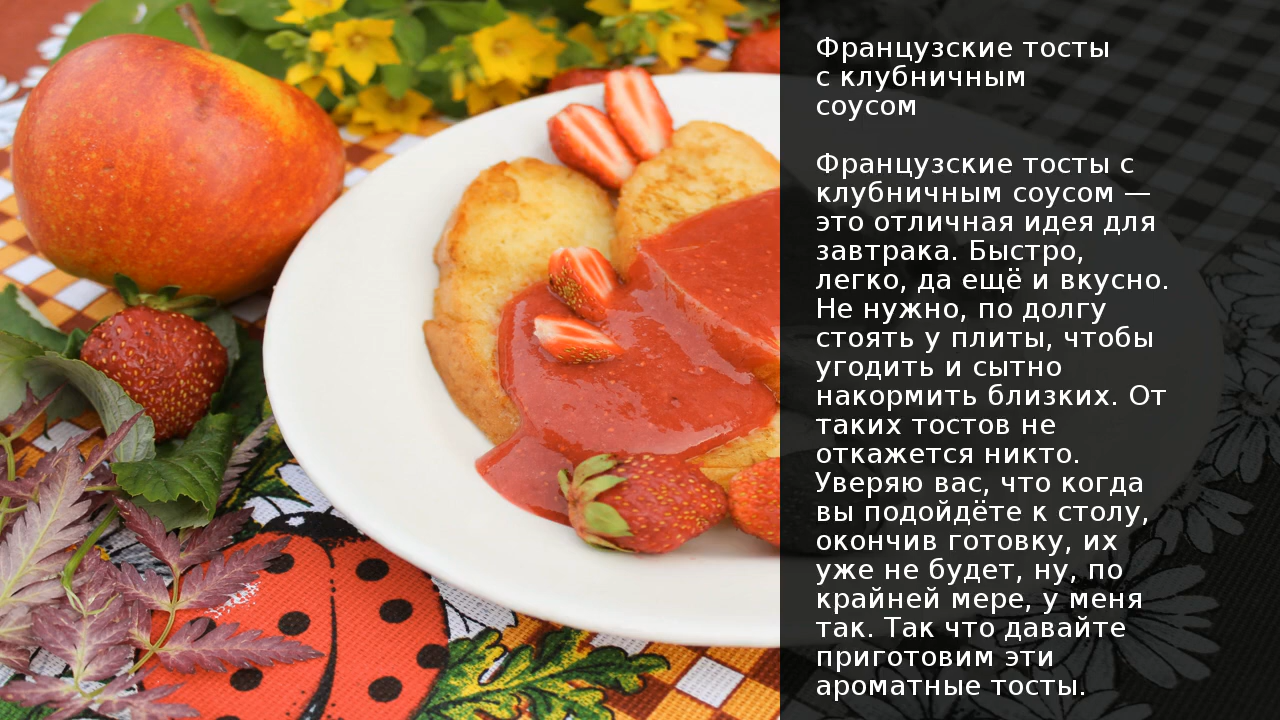 Французские тосты
с клубничным
соусом
Французские тосты с
клубничным соусом —
это отличная идея для
завтрака. Быстро,
легко, да ещё и вкусно.
Не нужно, по долгу
стоять у плиты, чтобы
угодить и сытно
накормить близких. От
таких тостов не
откажется никто.
Уверяю вас, что когда
вы подойдёте к столу,
окончив готовку, их
уже не будет, ну, по
крайней мере, у меня
так. Так что давайте
приготовим эти
ароматные тосты.